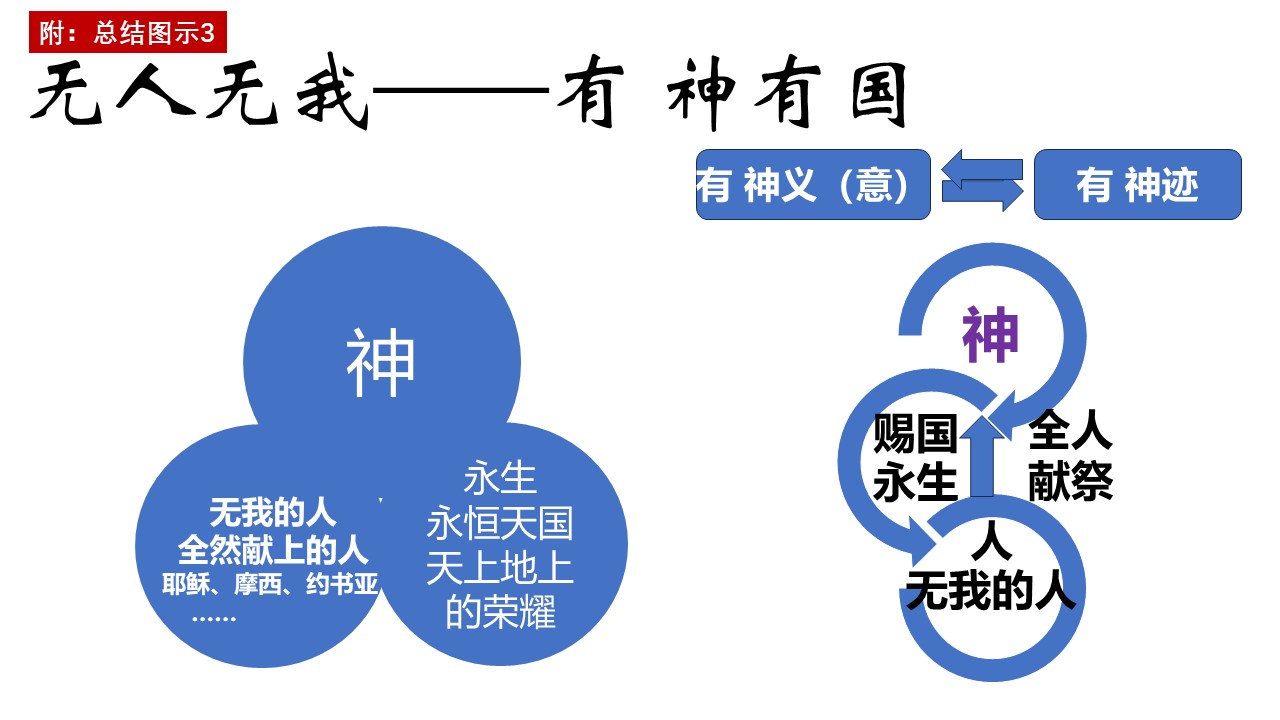 附：总结图示3
无人无我——有 神有国
有 神义（意）
有 神迹
神
无我的人
全然献上的人
耶稣、摩西、约书亚
......
永生
永恒天国
天上地上
的荣耀
神
赐国
永生
全人
献祭
人
无我的人